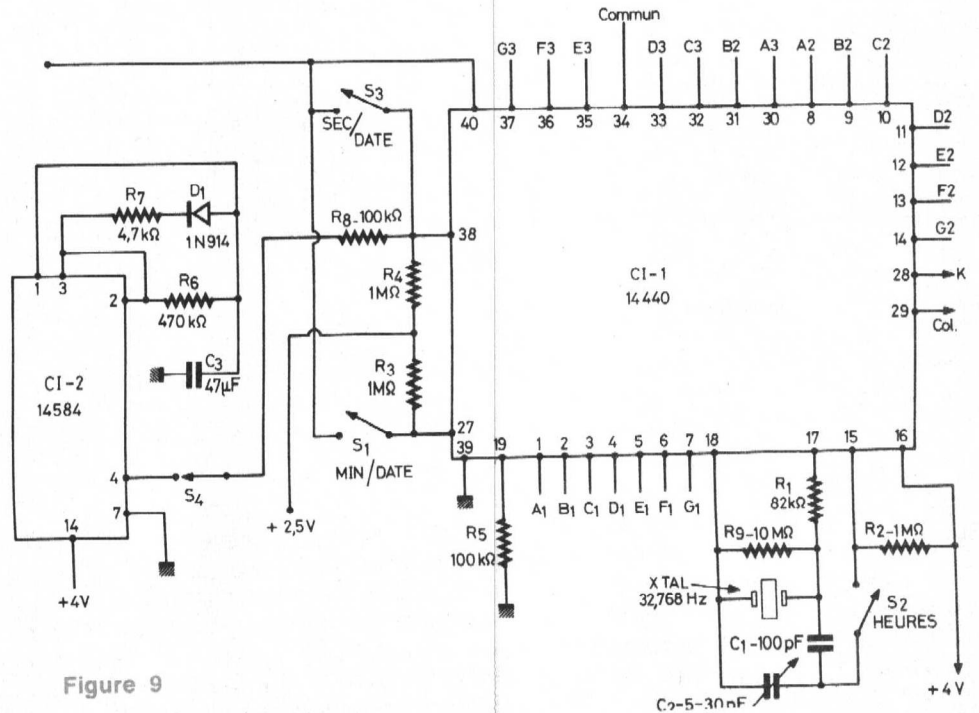 Commun
G3 F3 E3 D3 C3 B2 A3 A2 B2 C2
40 37 36 35 34 33 32 31 30 8 9 10
11 D2
12 E2
13 F2
14 G2
28 K
29 Col.
S3
SEC/DATE
R7
4,7kΩ
D1
1N914
R8-100kΩ
38
R4
1MΩ
CI-1
14440
1 3
2
R6
470kΩ
C3
47µF
CI-2
14584
R3
1MΩ
27
39
S1
MIN/DATE
4
S4
7
14
+4V
+2,5V
19 1 2 3 4 5 6 7 18 17 15 16
A1 B1 C1 D1 E1 F1 G1
R5
100kΩ
R1
82kΩ
R9-10MΩ
R2-1MΩ
XTAL
32,768 Hz
S2
HEURES
C1-100pF
C2-5-30pF
+4V
Figure 9